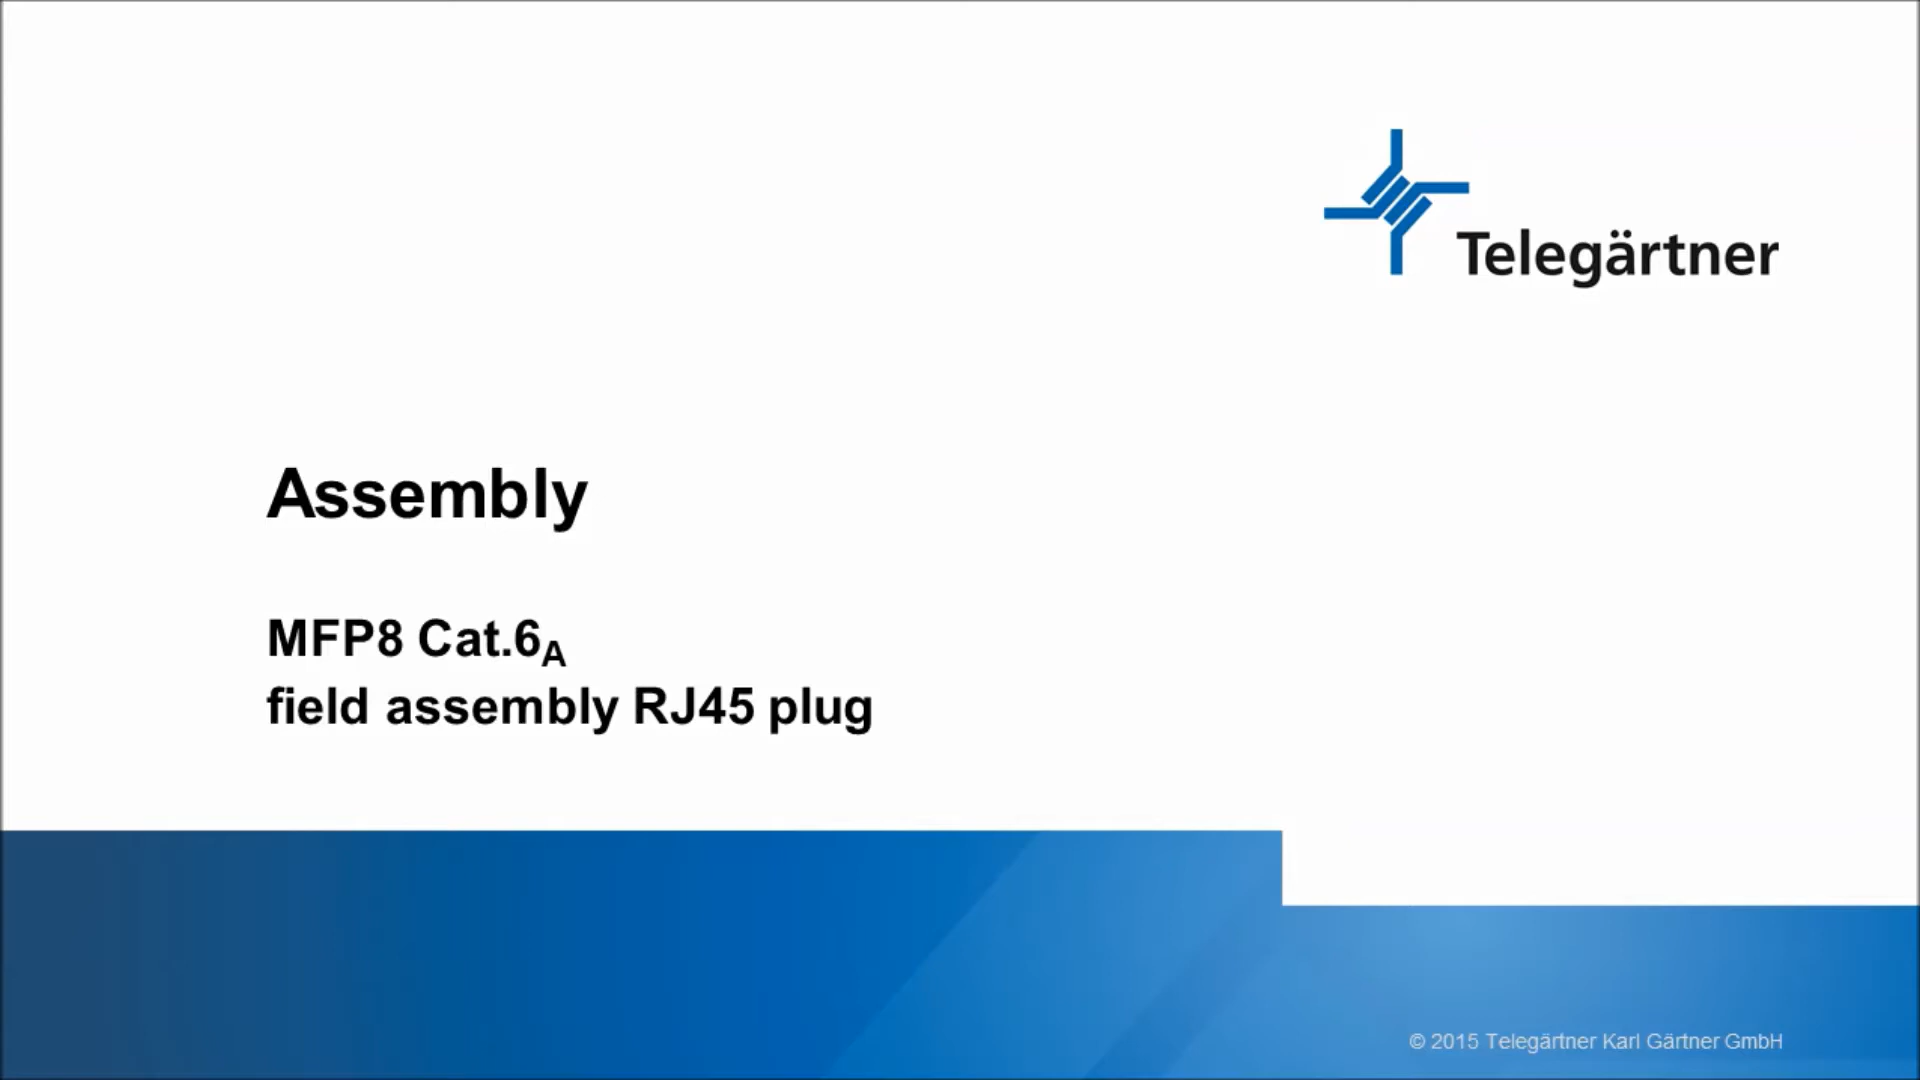 Telegärtner
Assembly
MFP8 Cat.6A
field assembly RJ45 plug
© 2015 Telegärtner Karl Gärtner GmbH